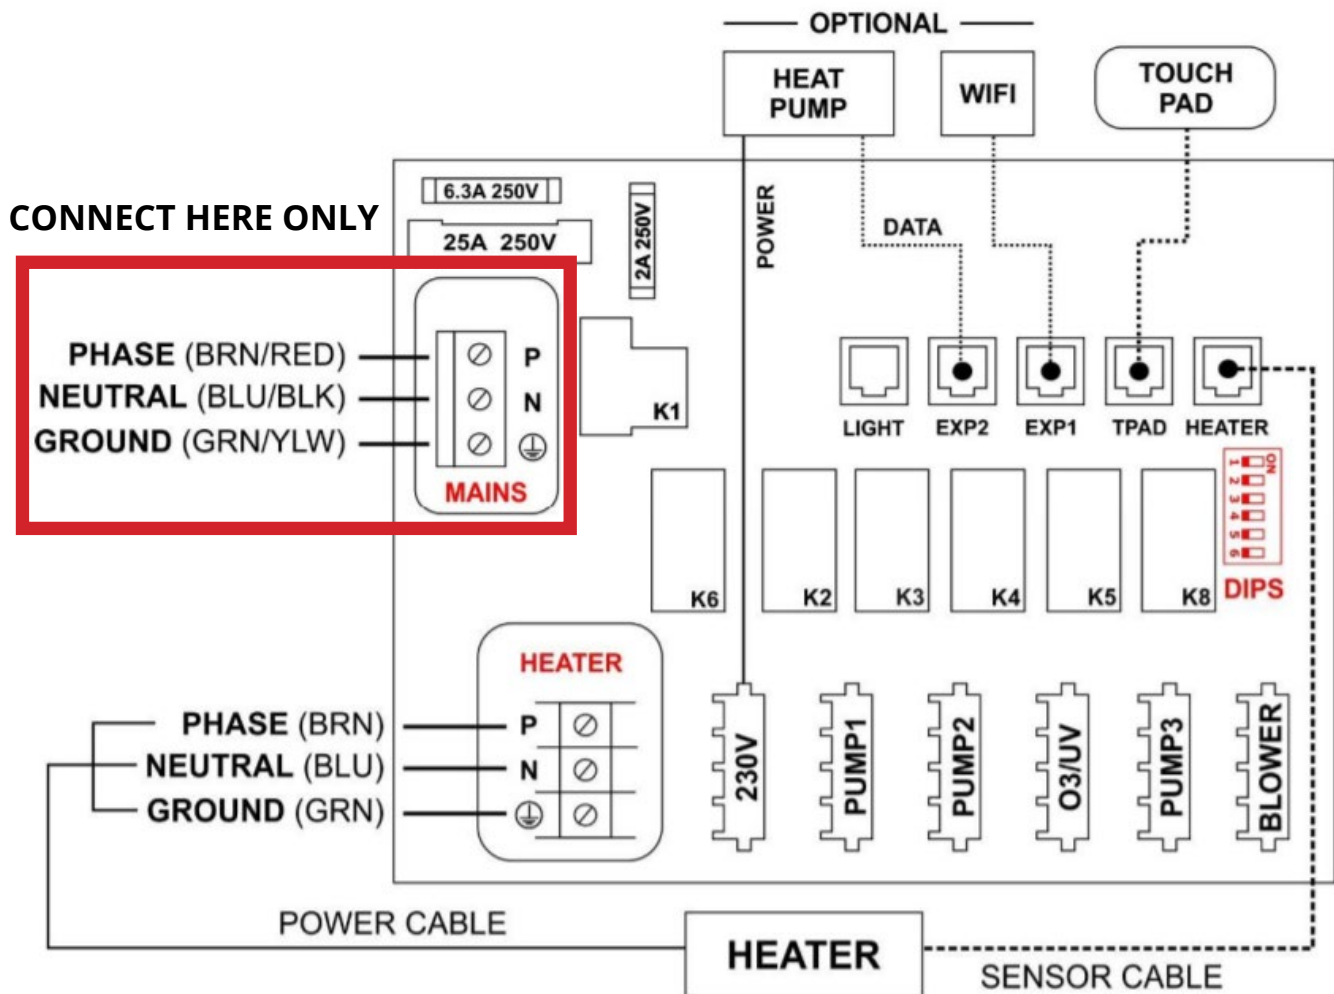 OPTIONAL
HEAT
PUMP
WIFI
TOUCH
PAD
6.3A 250V
25A 250V
2A 250V
POWER
DATA
CONNECT HERE ONLY
PHASE (BRN/RED)
P
NEUTRAL (BLU/BLK)
N
GROUND (GRN/YLW)
MAINS
K1
LIGHT
EXP2
EXP1
TPAD
HEATER
ON
1
2
3
4
5
6
DIPS
K6
K2
K3
K4
K5
K8
HEATER
PHASE (BRN)
P
NEUTRAL (BLU)
N
GROUND (GRN)
230V
PUMP1
PUMP2
O3/UV
PUMP3
BLOWER
POWER CABLE
HEATER
SENSOR CABLE